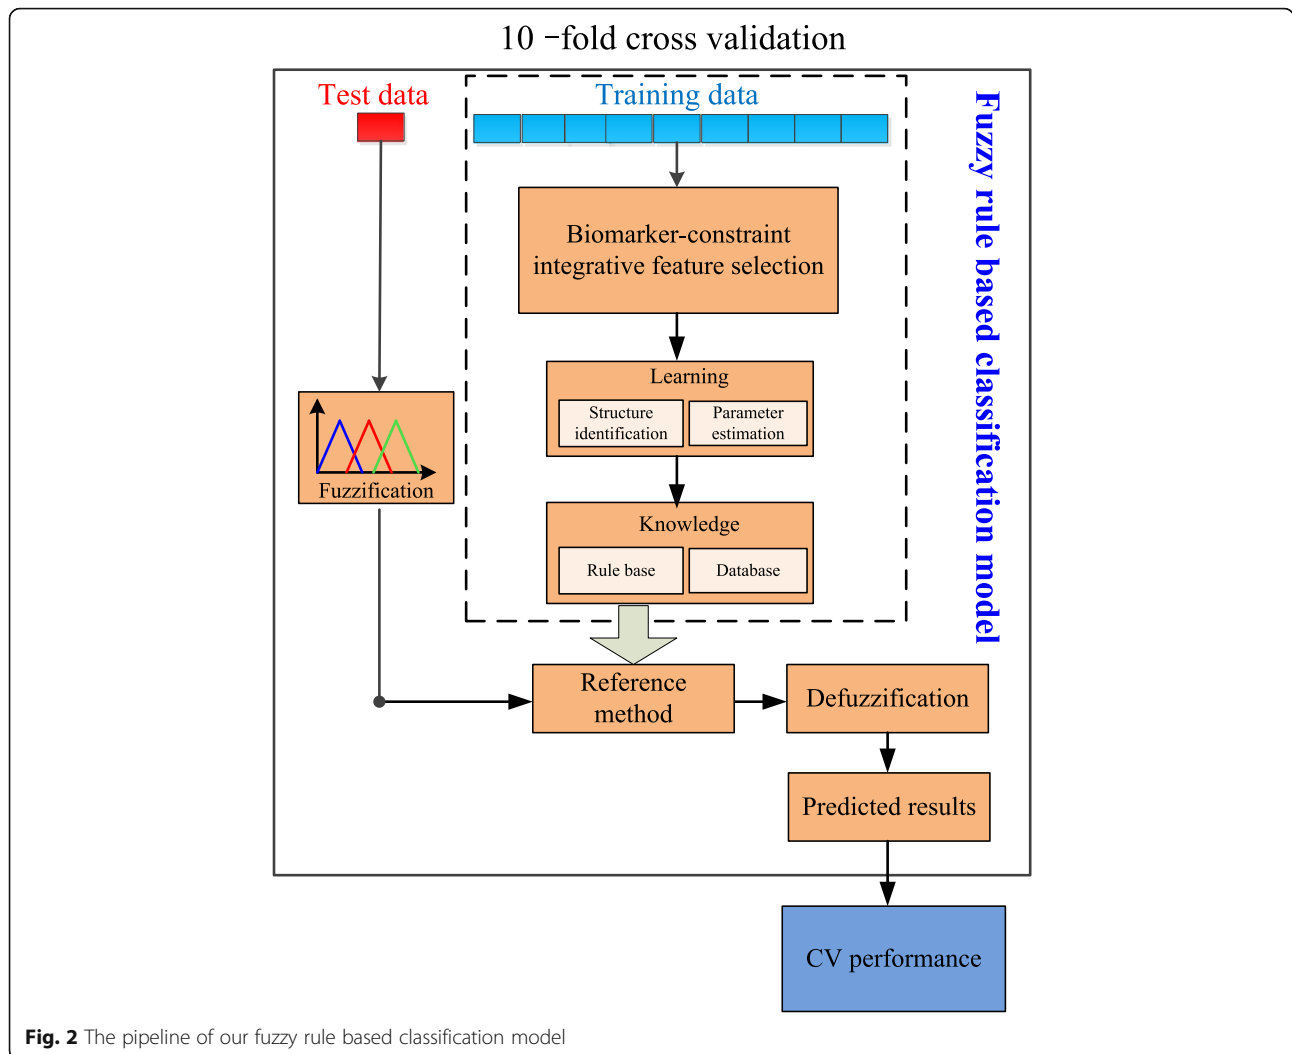 10 −fold cross validation
Test data
Training data
Fuzzy rule based classification model
Biomarker-constraint
integrative feature selection
Learning
Structure
identification
Parameter
estimation
Fuzzification
Knowledge
Rule base
Database
Reference
method
Defuzzification
Predicted results
CV performance
Fig. 2 The pipeline of our fuzzy rule based classification model